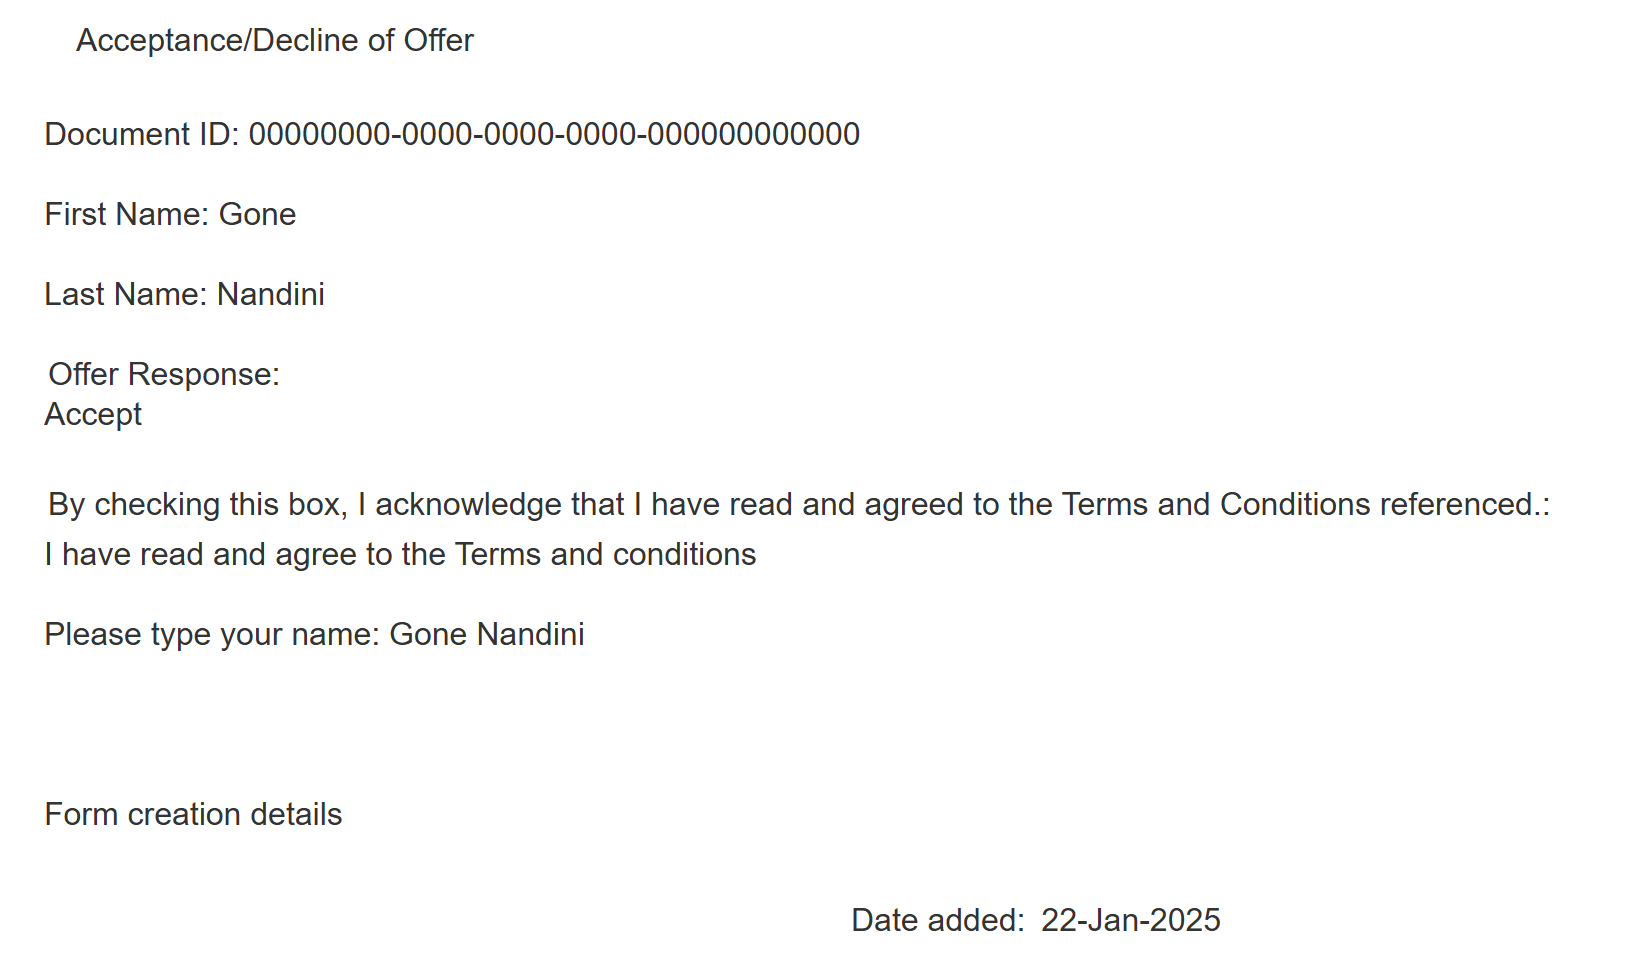 Acceptance/Decline of Offer
Document ID: 00000000-0000-0000-0000-000000000000
First Name: Gone
Last Name: Nandini
Offer Response:
Accept
By checking this box, I acknowledge that I have read and agreed to the Terms and Conditions referenced.:
I have read and agree to the Terms and conditions
Please type your name: Gone Nandini
Form creation details
Date added: 22-Jan-2025